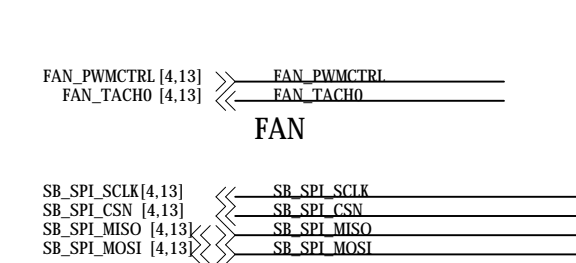 FAN_PWMCTRL [4,13] FAN_PWMCTRL
FAN_TACH0 [4,13] FAN_TACH0
FAN
SB_SPI_SCLK[4,13] SB_SPI_SCLK
SB_SPI_CSN [4,13] SB_SPI_CSN
SB_SPI_MISO [4,13] SB_SPI_MISO
SB_SPI_MOSI [4,13] SB_SPI_MOSI